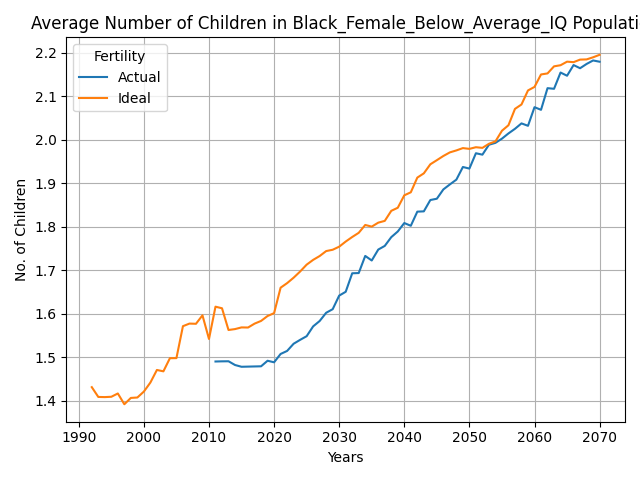 Average Number of Children in Black_Female_Below_Average_IQ Populati
Fertility
Actual
Ideal
No. of Children
2.2
2.1
2.0
1.9
1.8
1.7
1.6
1.5
1.4
1990 2000 2010 2020 2030 2040 2050 2060 2070
Years